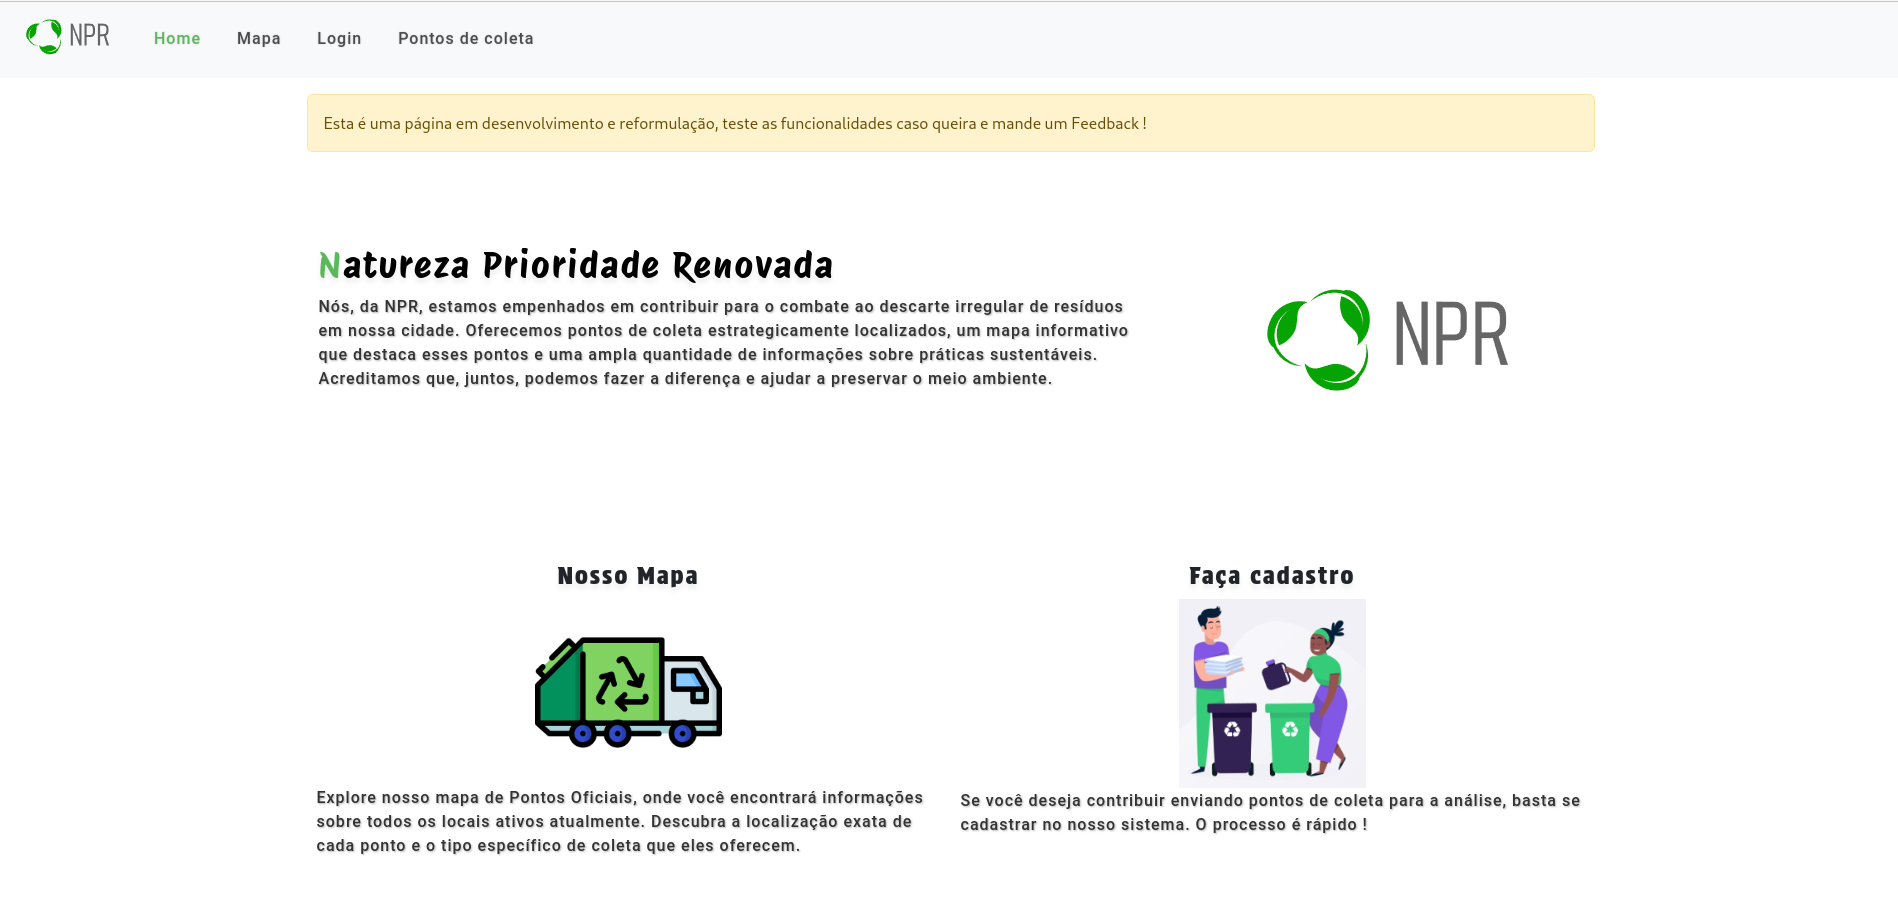 NPR
Home Mapa Login Pontos de coleta
Esta é uma página em desenvolvimento e reformulação, teste as funcionalidades caso queira e mande um Feedback !
Natureza Prioridade Renovada
Nós, da NPR, estamos empenhados em contribuir para o combate ao descarte irregular de resíduos
em nossa cidade. Oferecemos pontos de coleta estrategicamente localizados, um mapa informativo
que destaca esses pontos e uma ampla quantidade de informações sobre práticas sustentáveis.
Acreditamos que, juntos, podemos fazer a diferença e ajudar a preservar o meio ambiente.
NPR
Nosso Mapa
Explore nosso mapa de Pontos Oficiais, onde você encontrará informações
sobre todos os locais ativos atualmente. Descubra a localização exata de
cada ponto e o tipo específico de coleta que eles oferecem.
Faça cadastro
Se você deseja contribuir enviando pontos de coleta para a análise, basta se
cadastrar no nosso sistema. O processo é rápido !